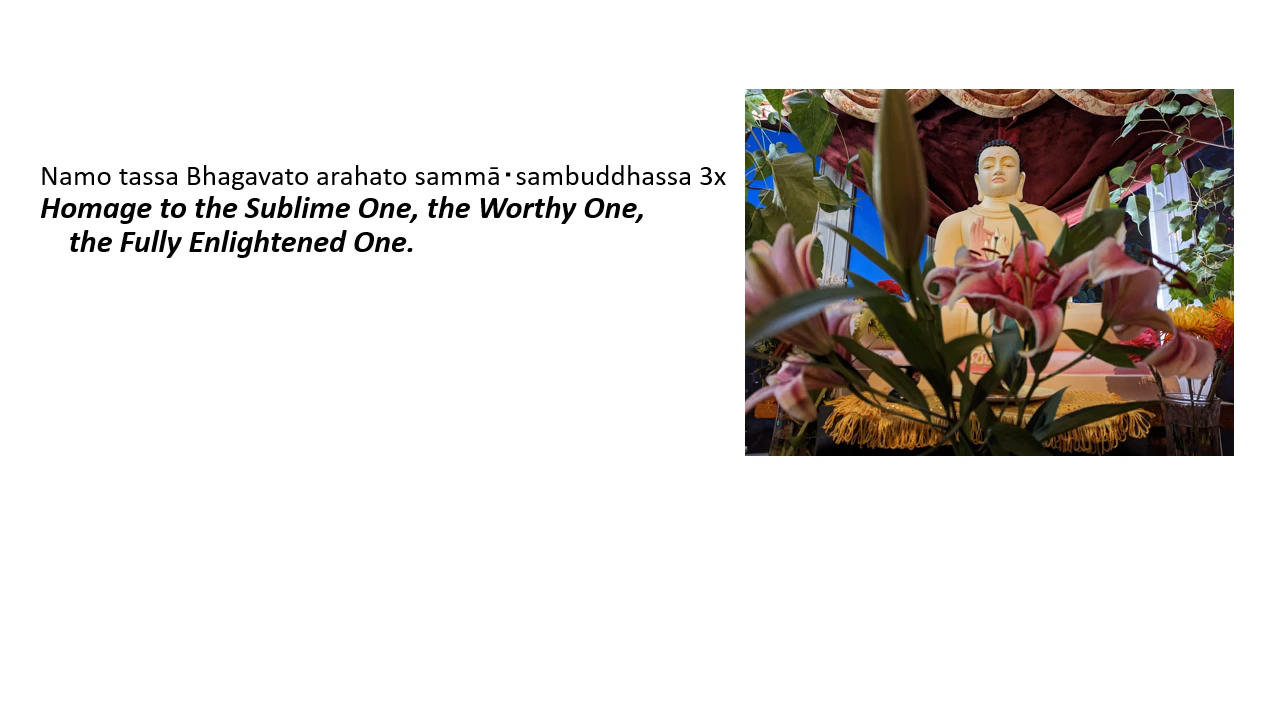 Namo tassa Bhagavato arahato sammā⋅sambuddhassa 3x
Homage to the Sublime One, the Worthy One,
the Fully Enlightened One.